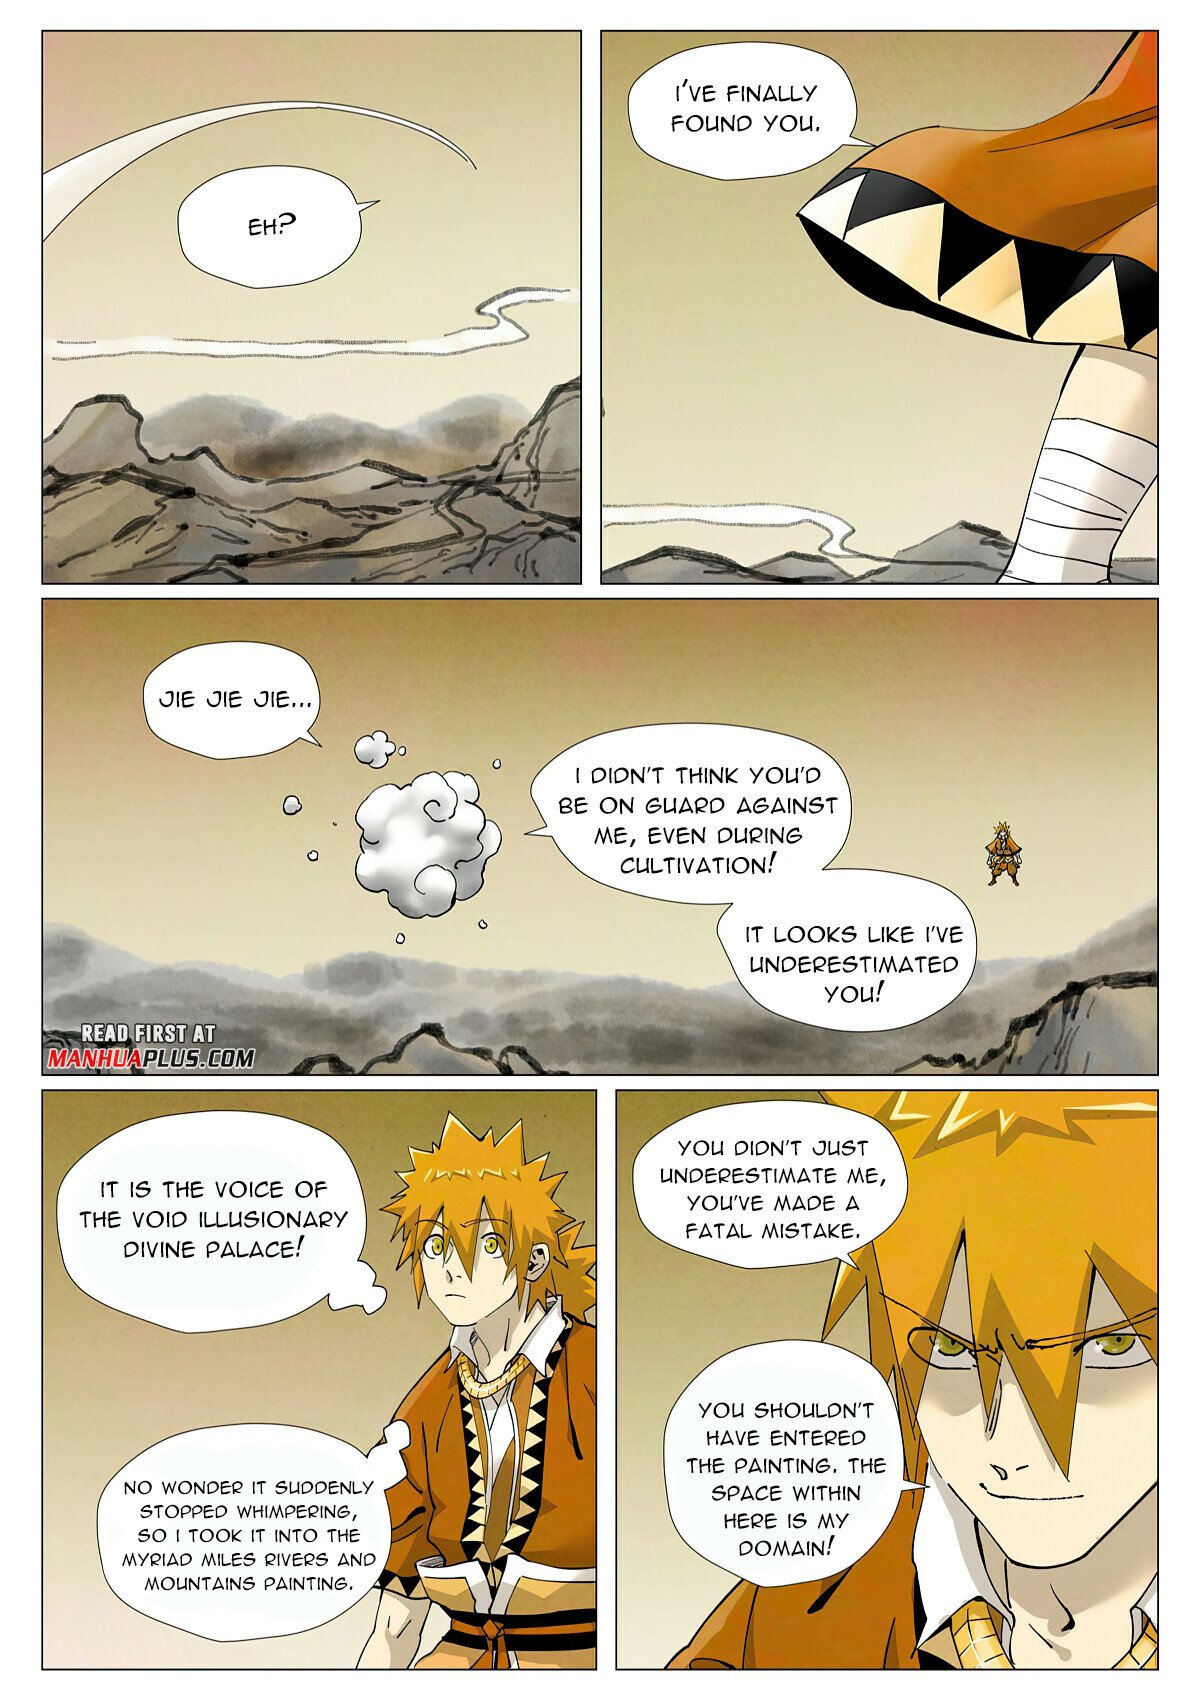 EH?
I'VE FINALLY
FOUND YOU.
JIE JIE JIE...
I DIDN'T THINK YOU'D
BE ON GUARD AGAINST
ME, EVEN DURING
CULTIVATION!
IT LOOKS LIKE I'VE
UNDERESTIMATED
YOU!
READ FIRST AT
MANHUAPLUS.COM
IT IS THE VOICE OF
THE VOID ILLUSIONARY
DIVINE PALACE!
NO WONDER IT SUDDENLY
STOPPED WHIMPERING,
SO I TOOK IT INTO THE
MYRIAD MILES RIVERS AND
MOUNTAINS PAINTING.
YOU DIDN'T JUST
UNDERESTIMATE ME,
YOU'VE MADE A
FATAL MISTAKE.
YOU SHOULDN'T
HAVE ENTERED
THE PAINTING. THE
SPACE WITHIN
HERE IS MY
DOMAIN!